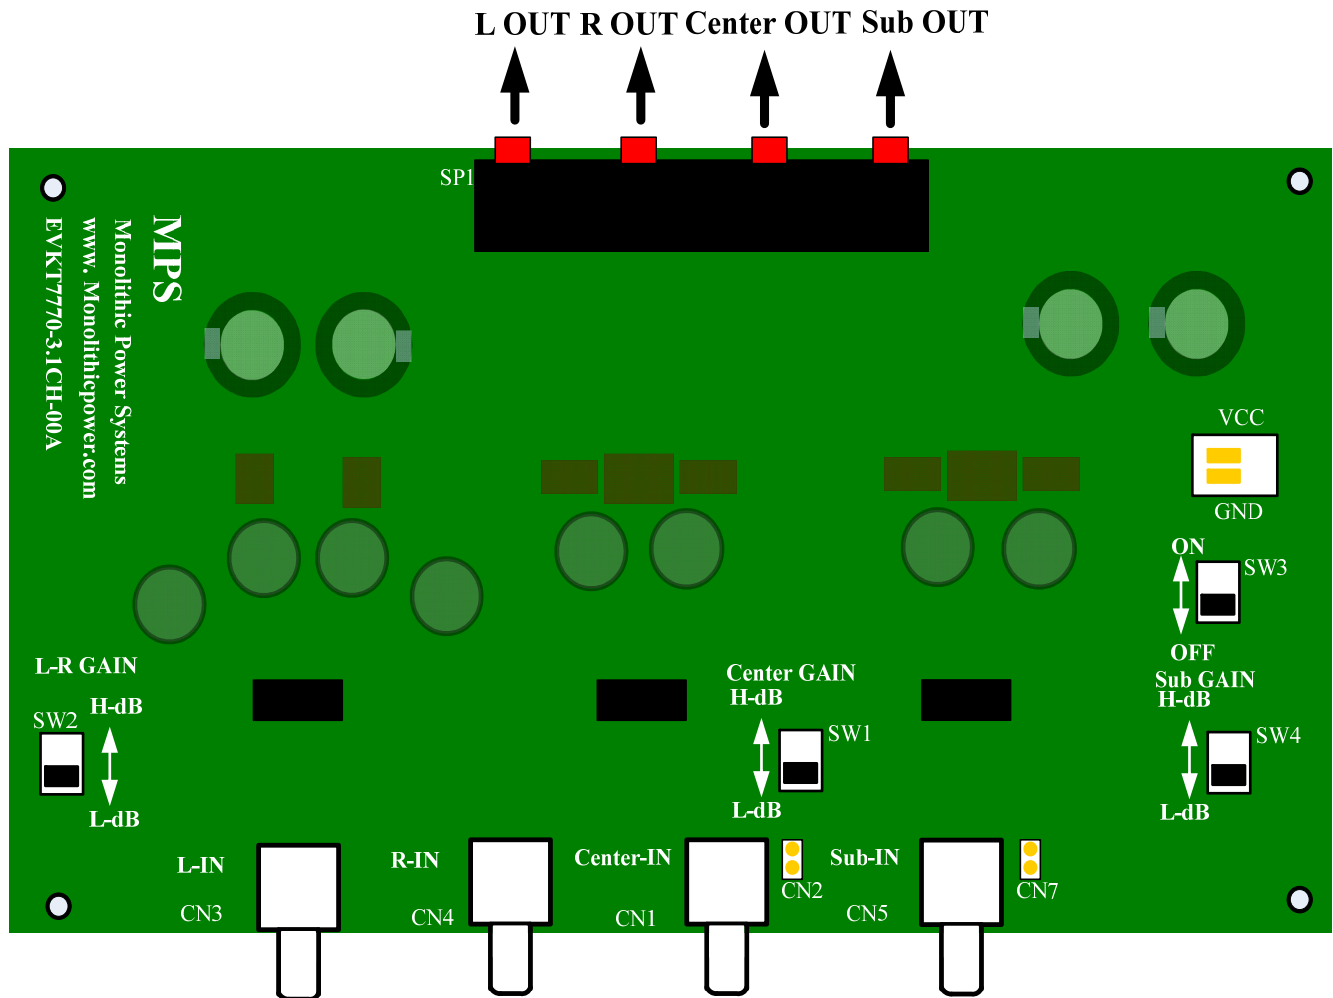 L OUT R OUT Center OUT Sub OUT
SP1
MPS
Monolithic Power Systems
www. Monolithicpower.com
EVKT7770-3.1CH-00A
VCC
GND
ON
SW3
OFF
L-R GAIN
H-dB
SW2
L-dB
Center GAIN
H-dB
SW1
L-dB
Sub GAIN
H-dB
SW4
L-dB
L-IN
CN3
R-IN
CN4
Center-IN
CN1
CN2
Sub-IN
CN5
CN7